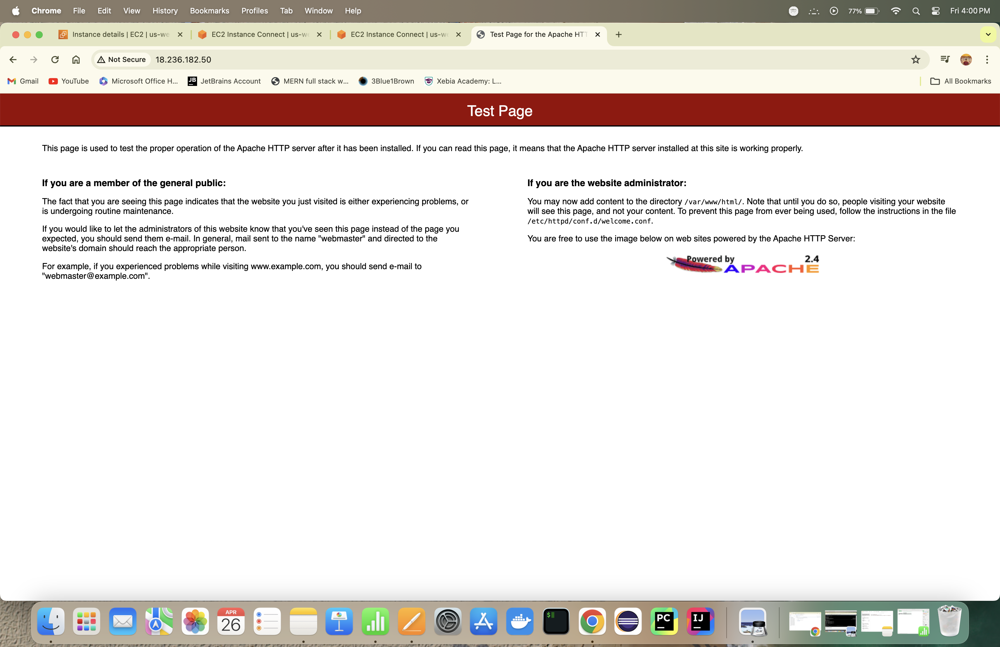 Chrome File Edit View History Bookmarks Profiles Tab Window Help 77% Fri 4:00 PM
Instance details | EC2 | us-we EC2 Instance Connect | us-we EC2 Instance Connect | us-we Test Page for the Apache HTT
Not Secure 18.236.182.50
Gmail YouTube Microsoft Office H... JB JetBrains Account MERN full stack w... 3Blue1Brown Xebia Academy: L... All Bookmarks
Test Page
This page is used to test the proper operation of the Apache HTTP server after it has been installed. If you can read this page, it means that the Apache HTTP server installed at this site is working properly.
If you are a member of the general public:
The fact that you are seeing this page indicates that the website you just visited is either experiencing problems, or
is undergoing routine maintenance.
If you would like to let the administrators of this website know that you've seen this page instead of the page you
expected, you should send them e-mail. In general, mail sent to the name "webmaster" and directed to the
website's domain should reach the appropriate person.
For example, if you experienced problems while visiting www.example.com, you should send e-mail to
"webmaster@example.com".
If you are the website administrator:
You may now add content to the directory /var/www/html/. Note that until you do so, people visiting your website
will see this page, and not your content. To prevent this page from ever being used, follow the instructions in the file
/etc/httpd/conf.d/welcome.conf.
You are free to use the image below on web sites powered by the Apache HTTP Server:
Powered by 2.4
APACHE
APR
26
$
PC
IJ